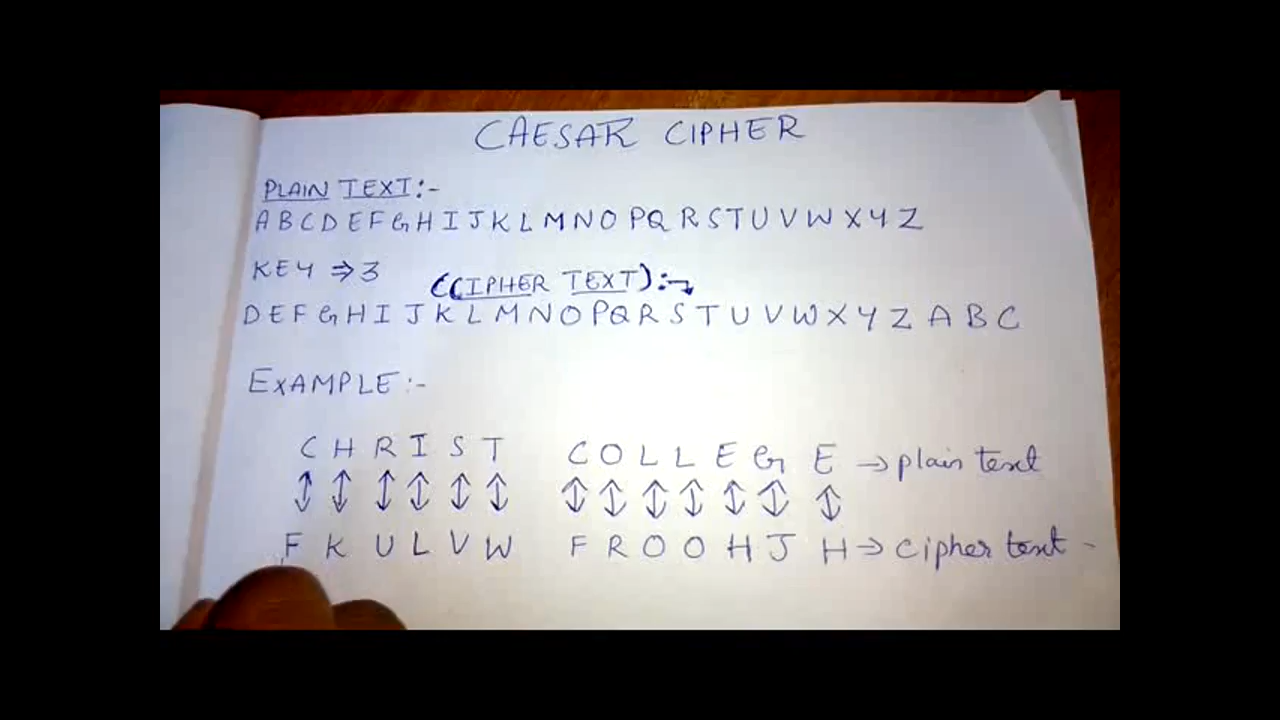 CAESAR CIPHER
PLAIN TEXT:-
A B C D E F G H I J K L M N O P Q R S T U V W X Y Z
KEY ⇒ 3
((CIPHER TEXT):→
D E F G H I J K L M N O P Q R S T U V W X Y Z A B C
EXAMPLE:-
C H R I S T C O L L E G E → plain text
↕ ↕ ↕ ↕ ↕ ↕ ↕ ↕ ↕ ↕ ↕ ↕ ↕
F K U L V W F R O O H J H → cipher text -